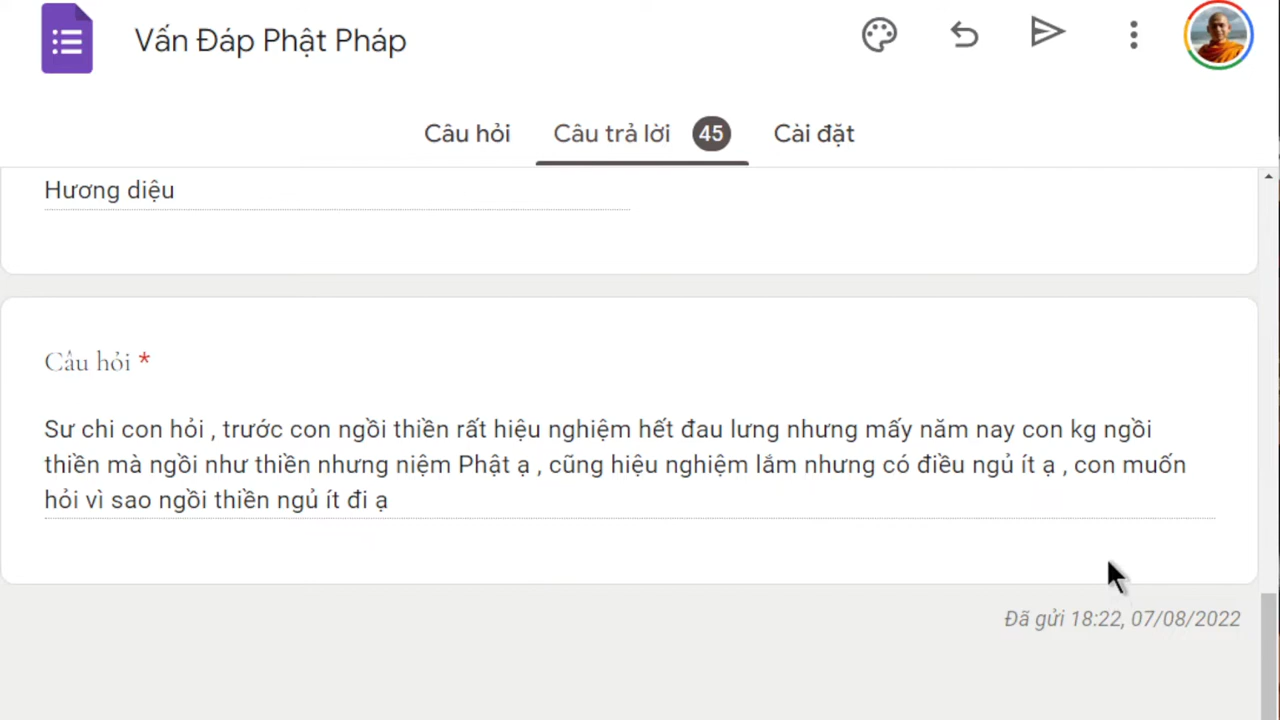 Vấn Đáp Phật Pháp
Câu hỏi
Câu trả lời 45
Cài đặt
Hương diệu
Câu hỏi *
Sư chi con hỏi , trước con ngồi thiền rất hiệu nghiệm hết đau lưng nhưng mấy năm nay con kg ngồi
thiền mà ngồi như thiền nhưng niệm Phật ạ , cũng hiệu nghiệm lắm nhưng có điều ngủ ít ạ , con muốn
hỏi vì sao ngồi thiền ngủ ít đi ạ
Đã gửi 18:22, 07/08/2022